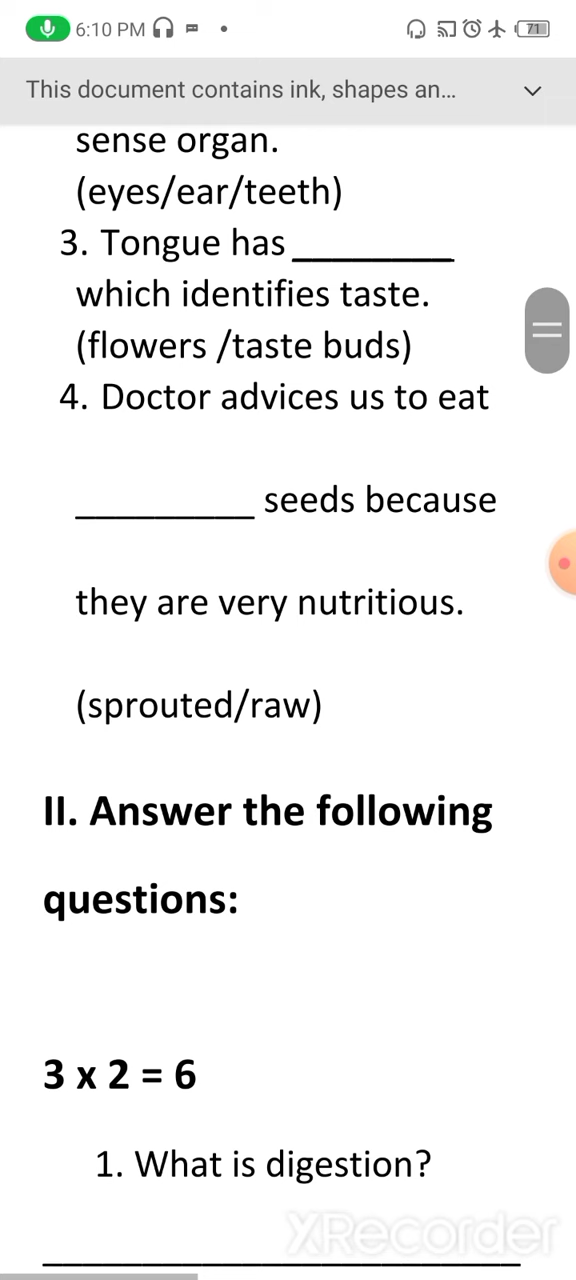 6:10 PM
71
This document contains ink, shapes an...
sense organ.
(eyes/ear/teeth)
3. Tongue has ________
which identifies taste.
(flowers /taste buds)
4. Doctor advices us to eat
_________ seeds because
they are very nutritious.
(sprouted/raw)
II. Answer the following
questions:
3 x 2 = 6
1. What is digestion?
XRecorder